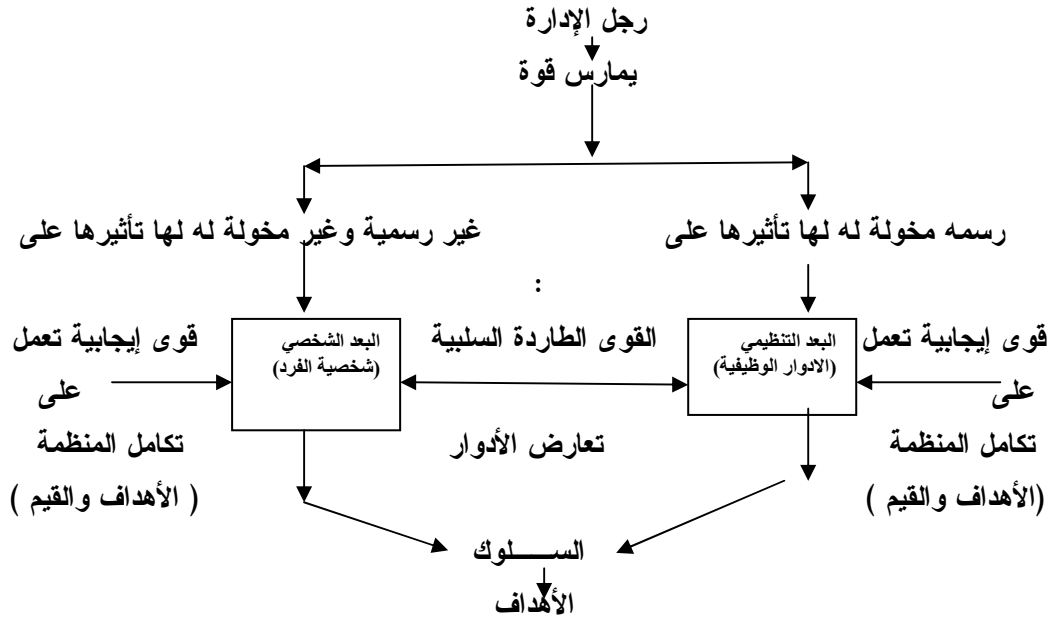 رجل الإدارة
يمارس قوة
رسمه مخولة له لها تأثيرها على
غير رسمية وغير مخولة له لها تأثيرها على
:
قوى إيجابية تعمل
على
تكامل المنظمة
(الأهداف والقيم )
البعد التنظيمي
(الادوار الوظيفية)
القوى الطاردة السلبية
تعارض الأدوار
البعد الشخصي
(شخصية الفرد)
قوى إيجابية تعمل
على
تكامل المنظمة
( الأهداف والقيم )
الســـــلوك
الأهداف